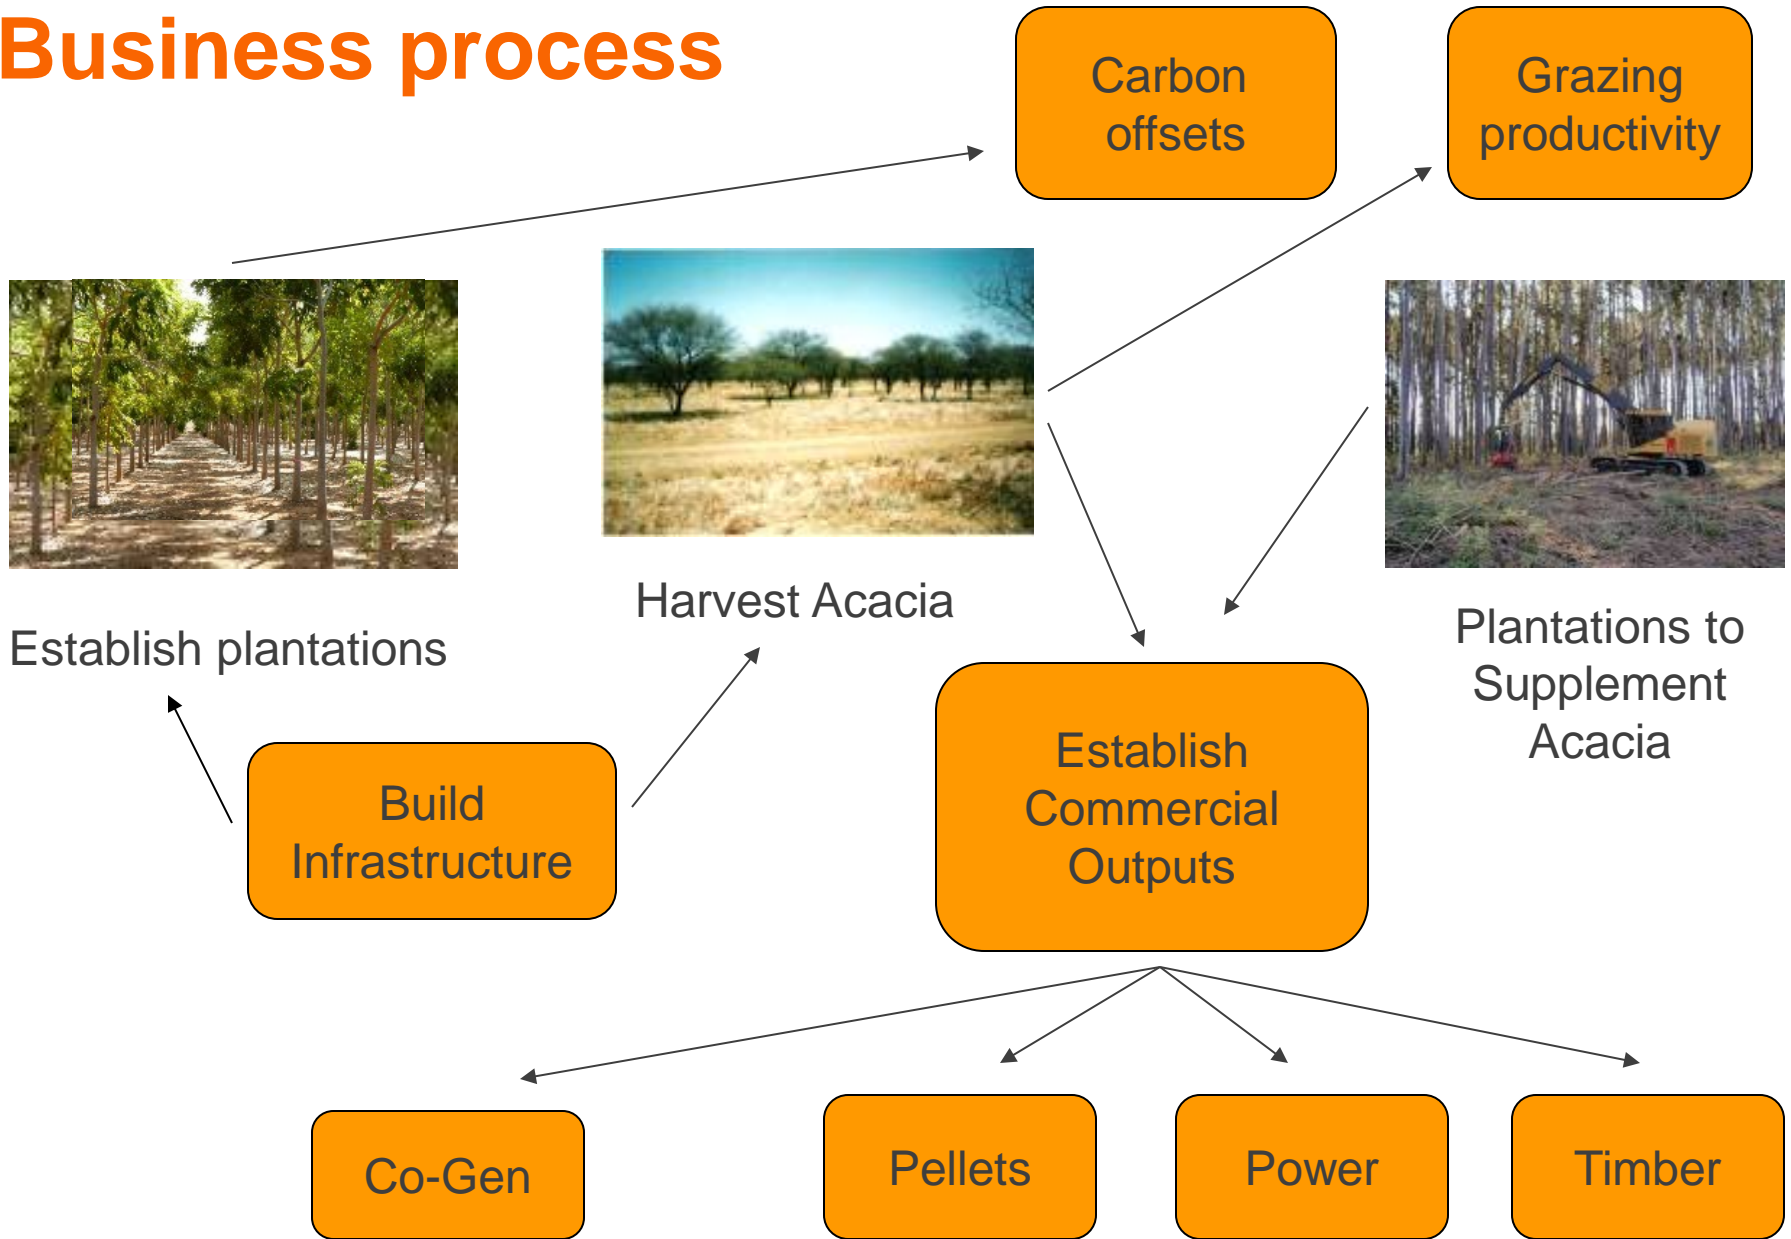 Business process
Carbon
offsets
Grazing
productivity
Harvest Acacia
Establish plantations
Plantations to
Supplement
Acacia
Build
Infrastructure
Establish
Commercial
Outputs
Co-Gen
Pellets
Power
Timber